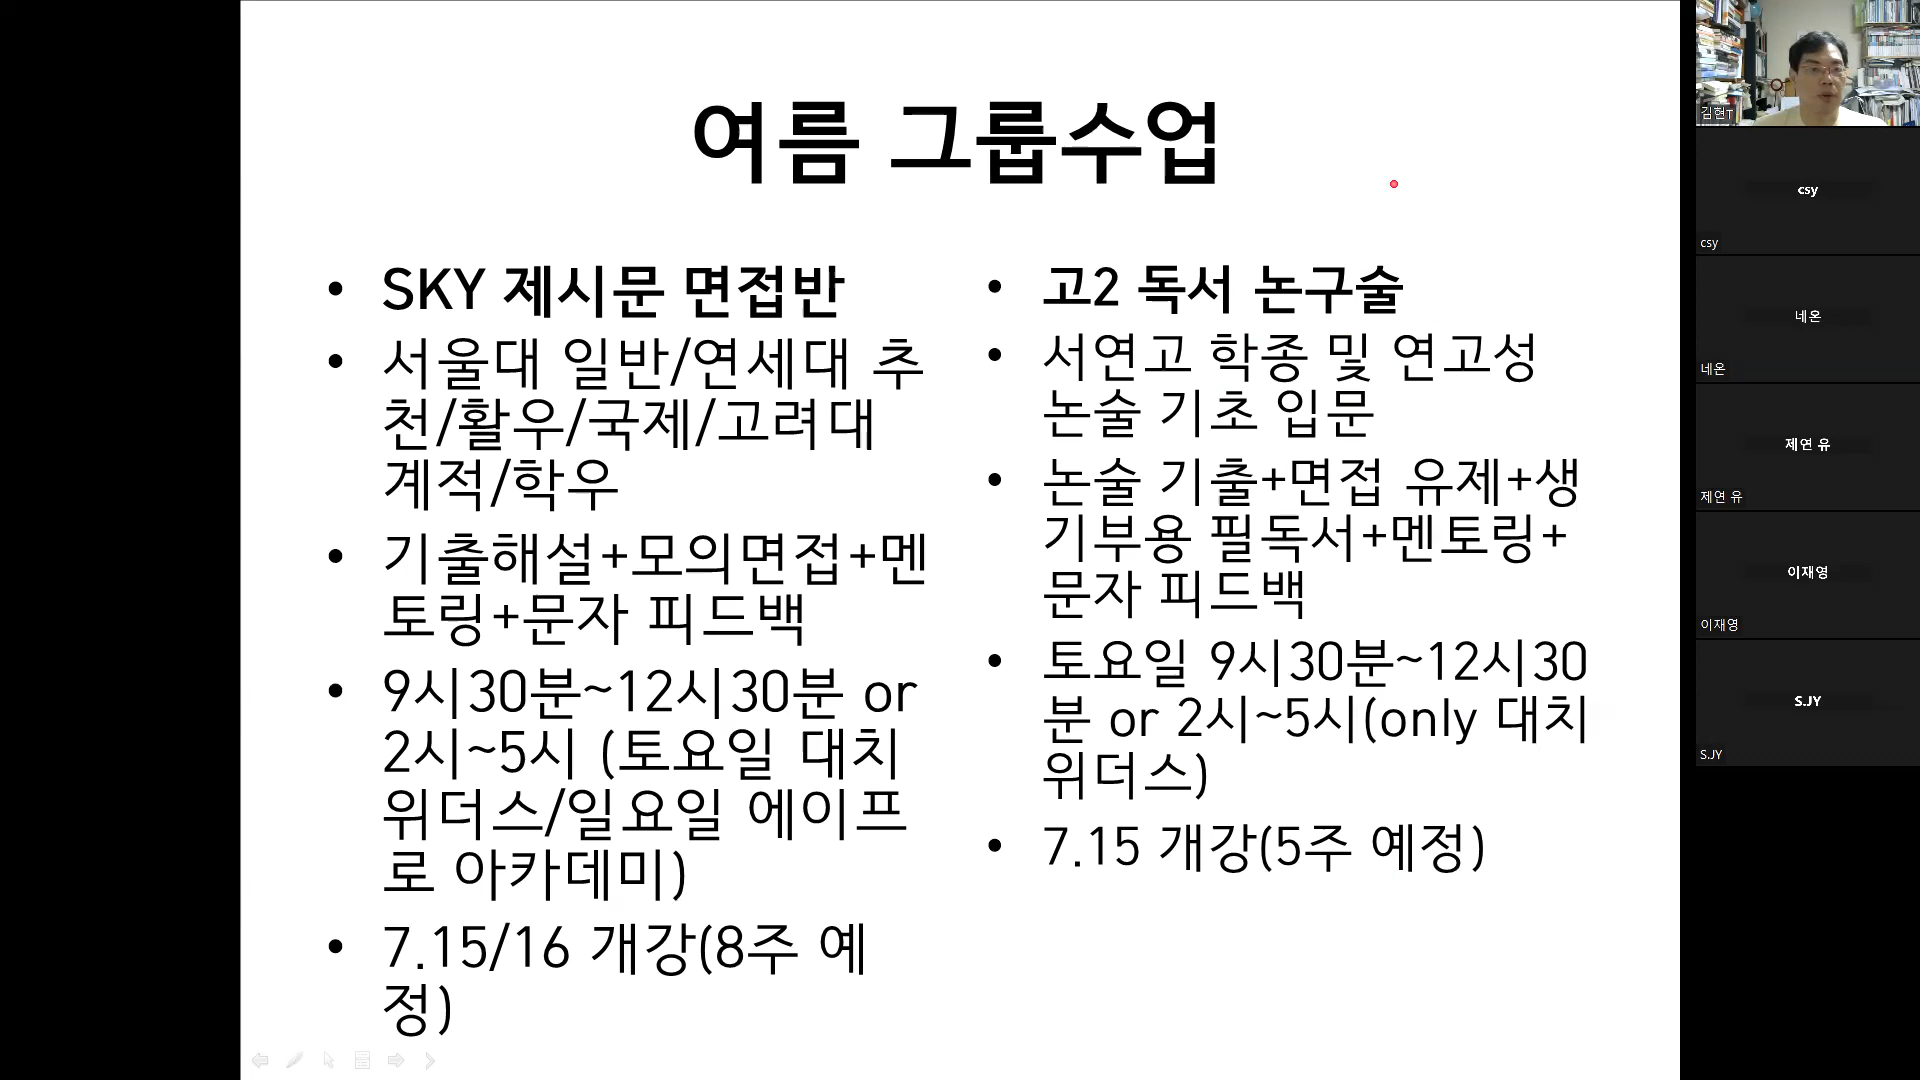 여름 그룹수업
• SKY 제시문 면접반
• 서울대 일반/연세대 추
천/활우/국제/고려대
계적/학우
• 기출해설+모의면접+멘
토링+문자 피드백
• 9시30분~12시30분 or
2시~5시 (토요일 대치
위더스/일요일 에이프
로 아카데미)
• 7.15/16 개강(8주 예
정)
• 고2 독서 논구술
• 서연고 학종 및 연고성
논술 기초 입문
• 논술 기출+면접 유제+생
기부용 필독서+멘토링+
문자 피드백
• 토요일 9시30분~12시30
분 or 2시~5시(only 대치
위더스)
• 7.15 개강(5주 예정)
김현T
csy
csy
네온
네온
제연 유
제연 유
이재영
이재영
S.JY
S.JY